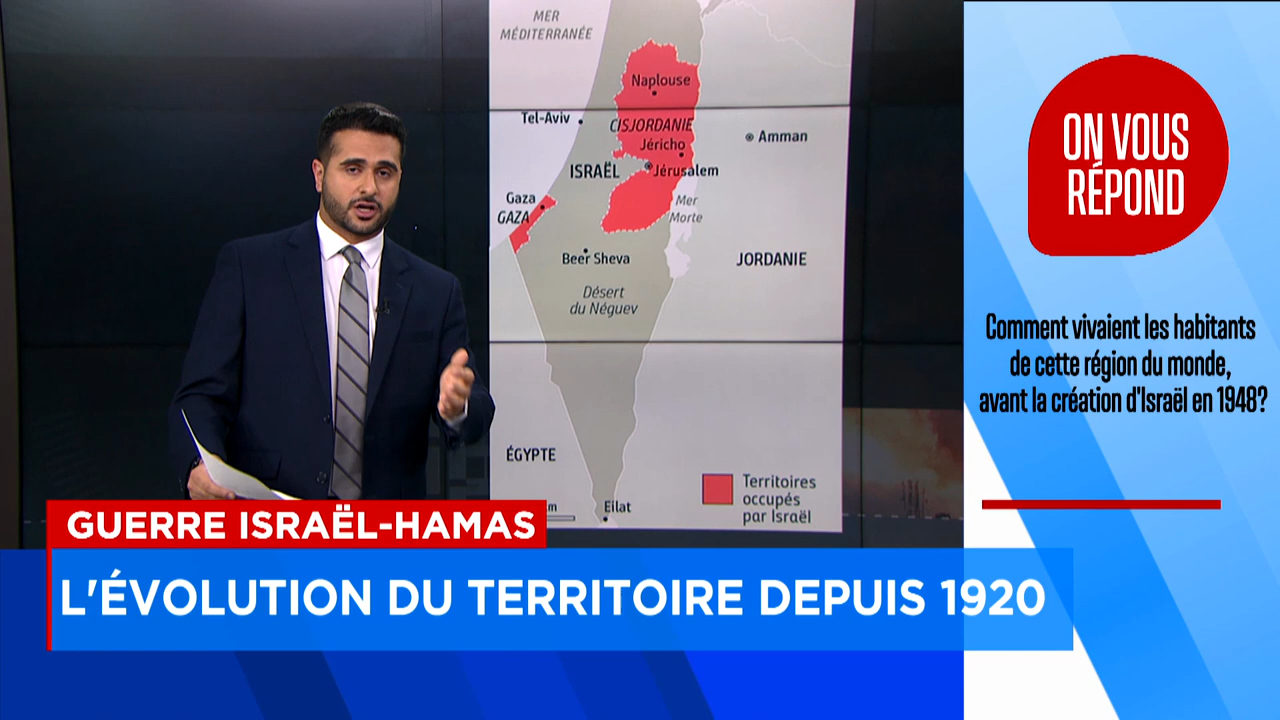 MER
MÉDITERRANÉE
Naplouse
Tel-Aviv
CISJORDANIE
Amman
Jéricho
ISRAËL
Jérusalem
Gaza
GAZA
Mer
Morte
Beer Sheva
JORDANIE
Désert
du Néguev
ÉGYPTE
Territoires
occupés
par Israël
Eilat
ON VOUS
RÉPOND
Comment vivaient les habitants
de cette région du monde,
avant la création d'Israël en 1948?
GUERRE ISRAËL-HAMAS
L'ÉVOLUTION DU TERRITOIRE DEPUIS 1920